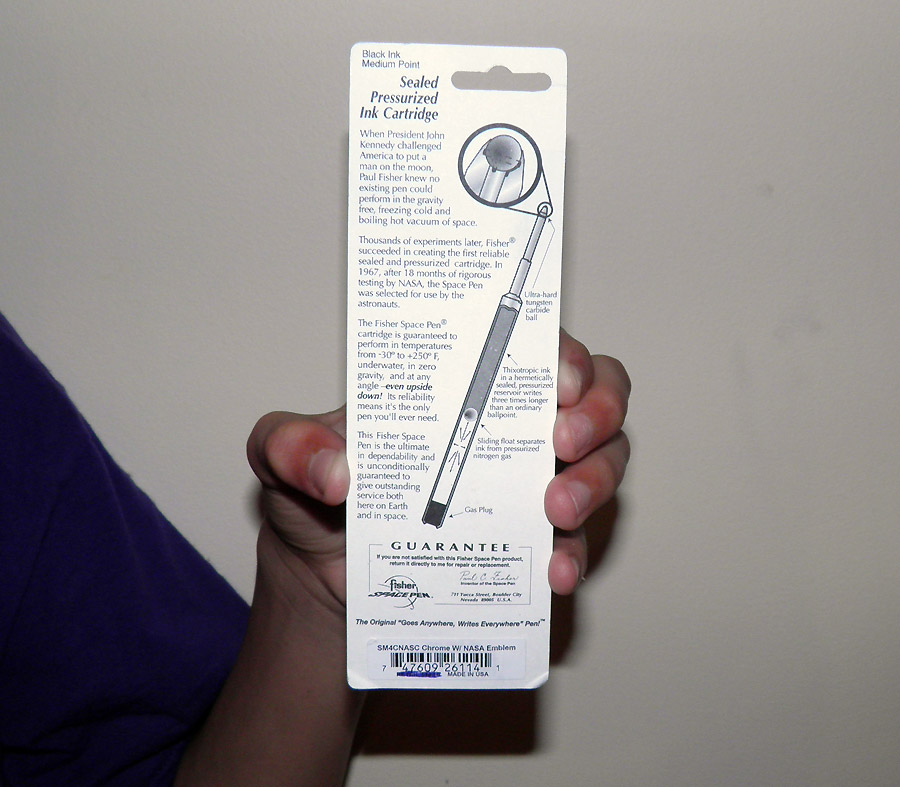 Black Ink
Medium Point
Sealed
Pressurized
Ink Cartridge
When President John
Kennedy challenged
America to put a
man on the moon,
Paul Fisher knew no
existing pen could
perform in the gravity
free, freezing cold and
boiling hot vacuum of space.
Thousands of experiments later, Fisher®
succeeded in creating the first reliable
sealed and pressurized cartridge. In
1967, after 18 months of rigorous
testing by NASA, the Space Pen
was selected for use by the
astronauts.
The Fisher Space Pen®
cartridge is guaranteed to
perform in temperatures
from -30° to +250° F,
underwater, in zero
gravity, and at any
angle –even upside
down! Its reliability
means it's the only
pen you'll ever need.
This Fisher Space
Pen is the ultimate
in dependability and
is unconditionally
guaranteed to
give outstanding
service both
here on Earth
and in space.
Ultra-hard
tungsten
carbide
ball
Thixotropic ink
in a hermetically
sealed, pressurized
reservoir writes
three times longer
than an ordinary
ballpoint.
Sliding float separates
ink from pressurized
nitrogen gas
Gas Plug
GUARANTEE
If you are not satisfied with this Fisher Space Pen product,
return it directly to me for repair or replacement.
Paul C. Fisher
Inventor of the Space Pen
711 Yucca Street, Boulder City
Nevada 89005 U.S.A.
fisher
SPACE PEN.
The Original "Goes Anywhere, Writes Everywhere" Pen!™
SM4CNASC Chrome W/ NASA Emblem
7 47609 26114 1
MADE IN USA